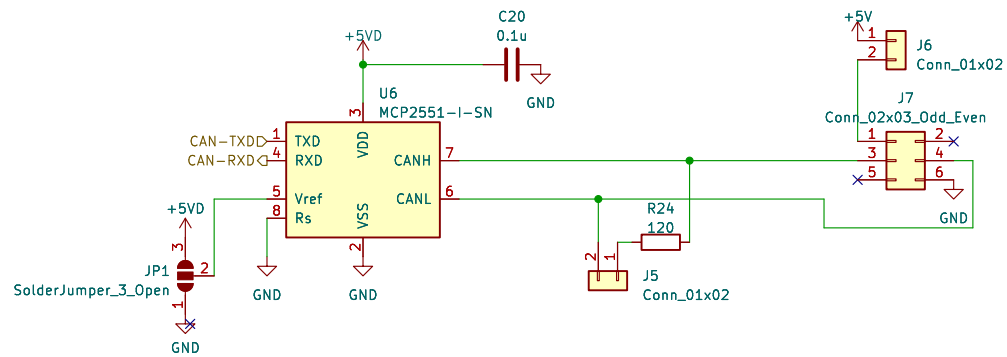 C20
0.1u
+5VD
GND
U6
MCP2551-I-SN
3
VDD
CAN-TXD
1
TXD
CAN-RXD
4
RXD
CANH
7
5
Vref
CANL
6
8
Rs
VSS
2
GND
GND
+5VD
3
JP1
2
SolderJumper_3_Open
1
GND
R24
120
2
1
J5
Conn_01x02
+5V
1
2
J6
Conn_01x02
J7
Conn_02x03_Odd_Even
1
2
3
4
5
6
GND